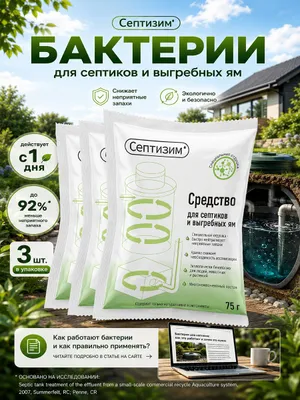 Септизим®
БАКТЕРИИ
для септиков и выгребных ям
Снижает
неприятные
запахи
Экологично
и безопасно
действует
с 1
ДНЯ
до
92%*
меньше
неприятного
запаха
3 шт.
в упаковке
Септизим®
Средство
для септиков
и выгребных ям
75 г
Как работают бактерии
и как правильно применять?
ЧИТАЙТЕ ПОДРОБНО В СТАТЬЕ НА САЙТЕ
* ОСНОВАНО НА ИССЛЕДОВАНИИ:
Septic tank treatment of the effluent from a small-scale commercial recycle Aquaculture system,
2007, Summerfelt, RC; Penne, CR